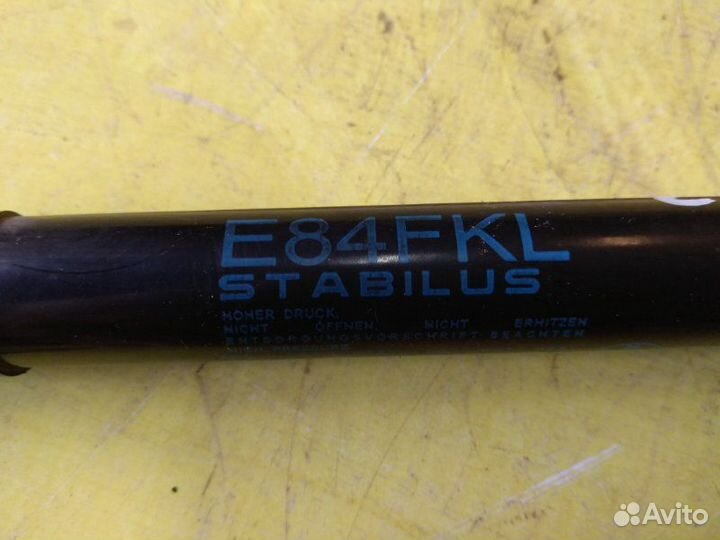 E84FKL
STABILUS
HOHER DRUCK
NICHT ÖFFNEN, NICHT ERHITZEN
ENTSORGUNGSVORSCHRIFT BEACHTEN
Avito